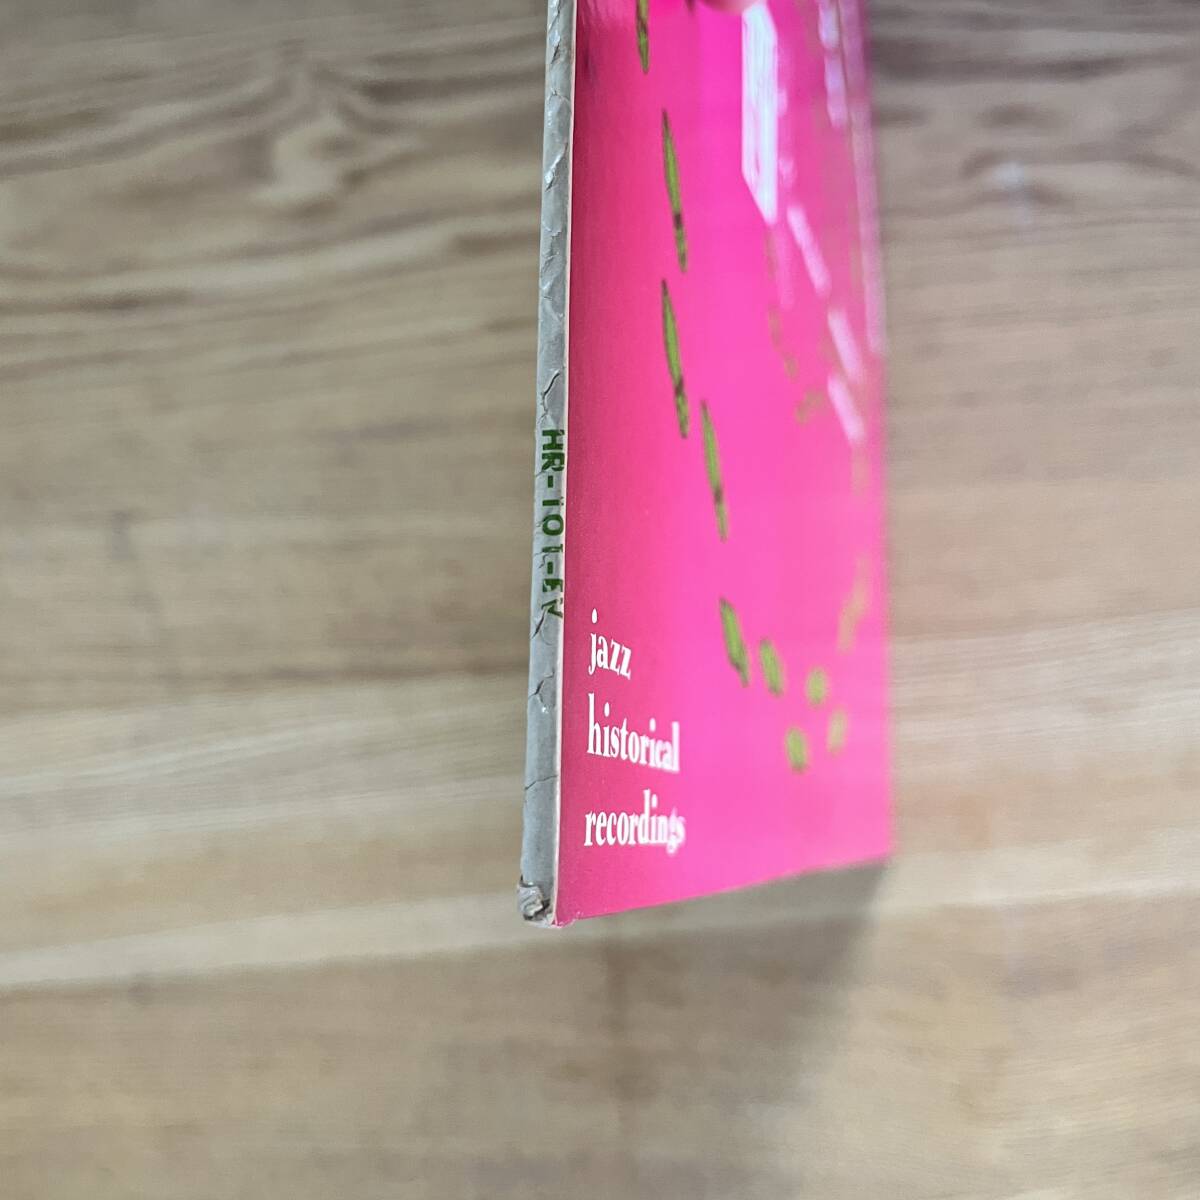 HR-101-EV
jazz
historical
recordings